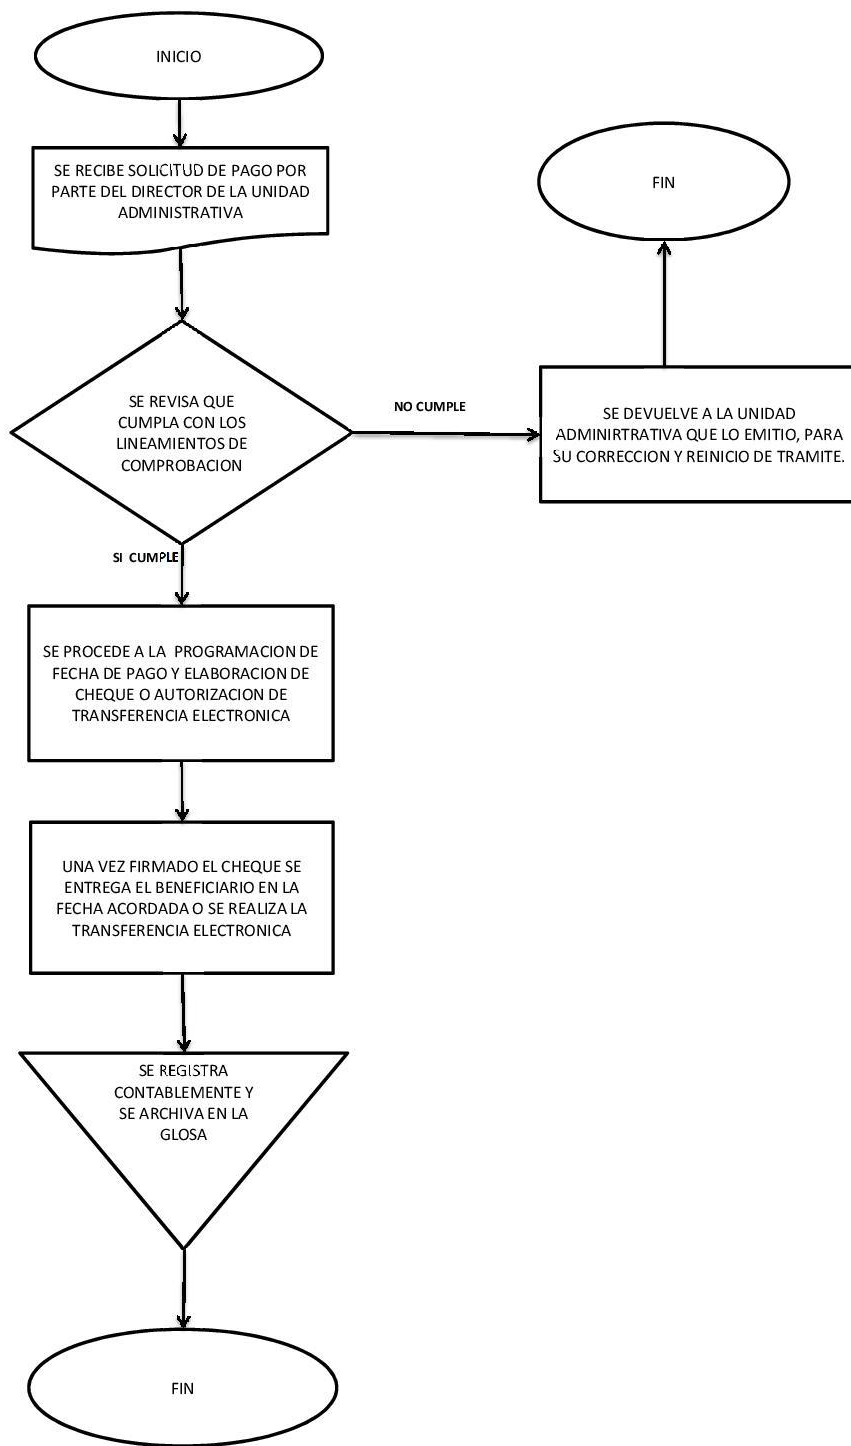 INICIO
SE RECIBE SOLICITUD DE PAGO POR
PARTE DEL DIRECTOR DE LA UNIDAD
ADMINISTRATIVA
FIN
SE REVISA QUE
CUMPLA CON LOS
LINEAMIENTOS DE
COMPROBACION
NO CUMPLE
SE DEVUELVE A LA UNIDAD
ADMINIRTRATIVA QUE LO EMITIO, PARA
SU CORRECCION Y REINICIO DE TRAMITE.
SI CUMPLE
SE PROCEDE A LA PROGRAMACION DE
FECHA DE PAGO Y ELABORACION DE
CHEQUE O AUTORIZACION DE
TRANSFERENCIA ELECTRONICA
UNA VEZ FIRMADO EL CHEQUE SE
ENTREGA EL BENEFICIARIO EN LA
FECHA ACORDADA O SE REALIZA LA
TRANSFERENCIA ELECTRONICA
SE REGISTRA
CONTABLEMENTE Y
SE ARCHIVA EN LA
GLOSA
FIN